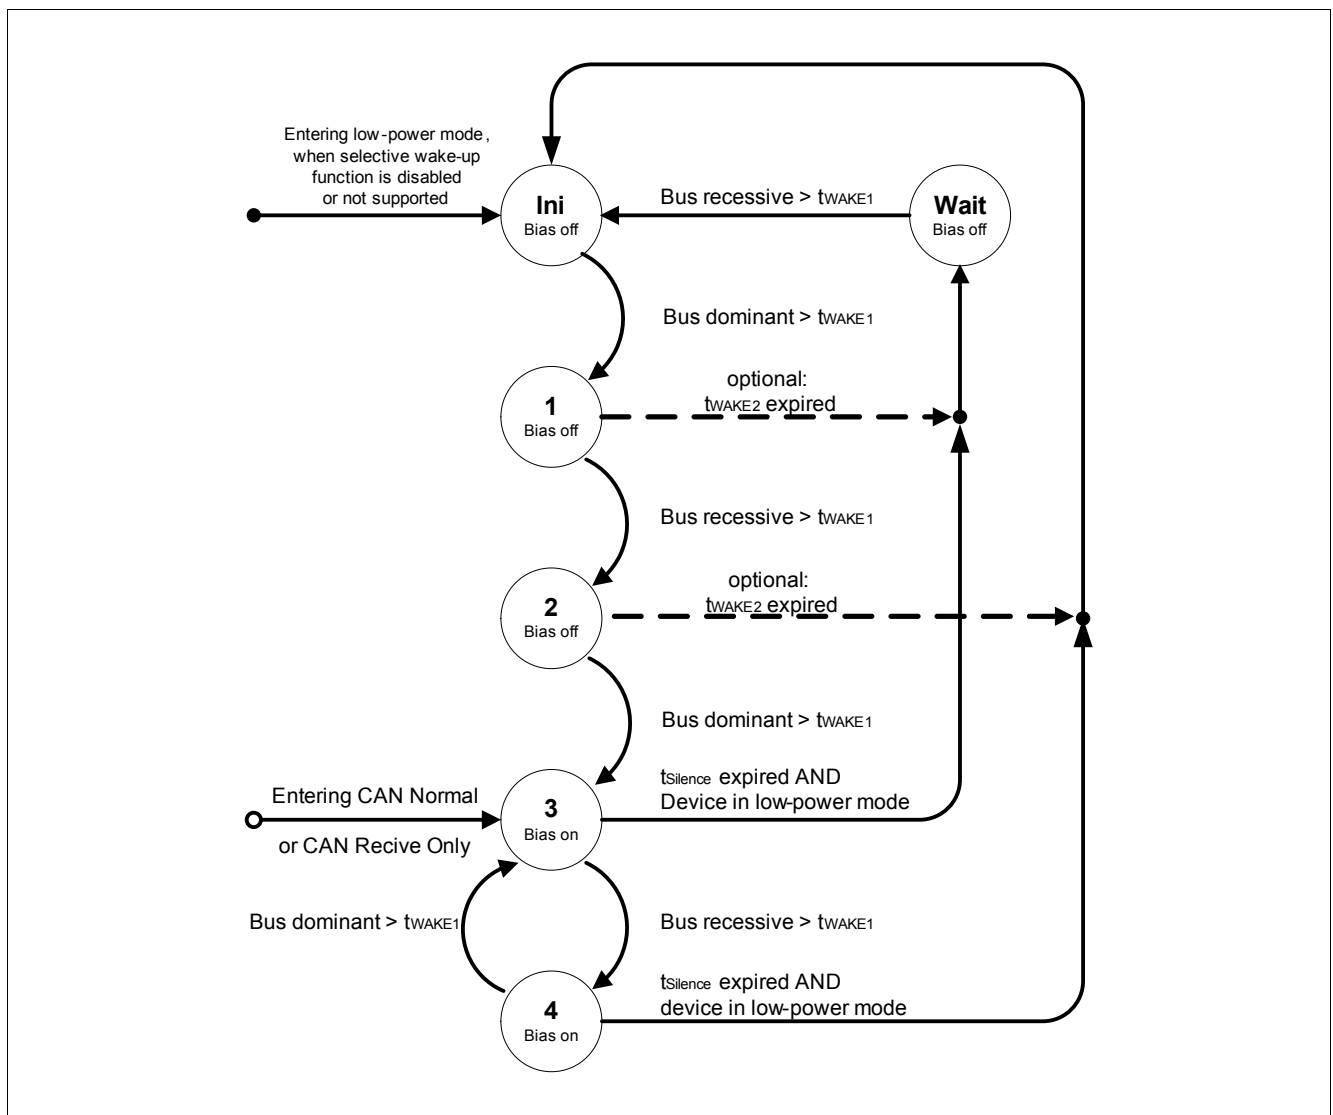 Entering low-power mode,
when selective wake-up
function is disabled
or not supported
Ini
Bias off
Bus recessive > tWAKE1
Wait
Bias off
Bus dominant > tWAKE1
1
Bias off
optional:
tWAKE2 expired
Bus recessive > tWAKE1
2
Bias off
optional:
tWAKE2 expired
Bus dominant > tWAKE1
Entering CAN Normal
or CAN Recive Only
3
Bias on
tSilence expired AND
Device in low-power mode
Bus dominant > tWAKE1
Bus recessive > tWAKE1
4
Bias on
tSilence expired AND
device in low-power mode